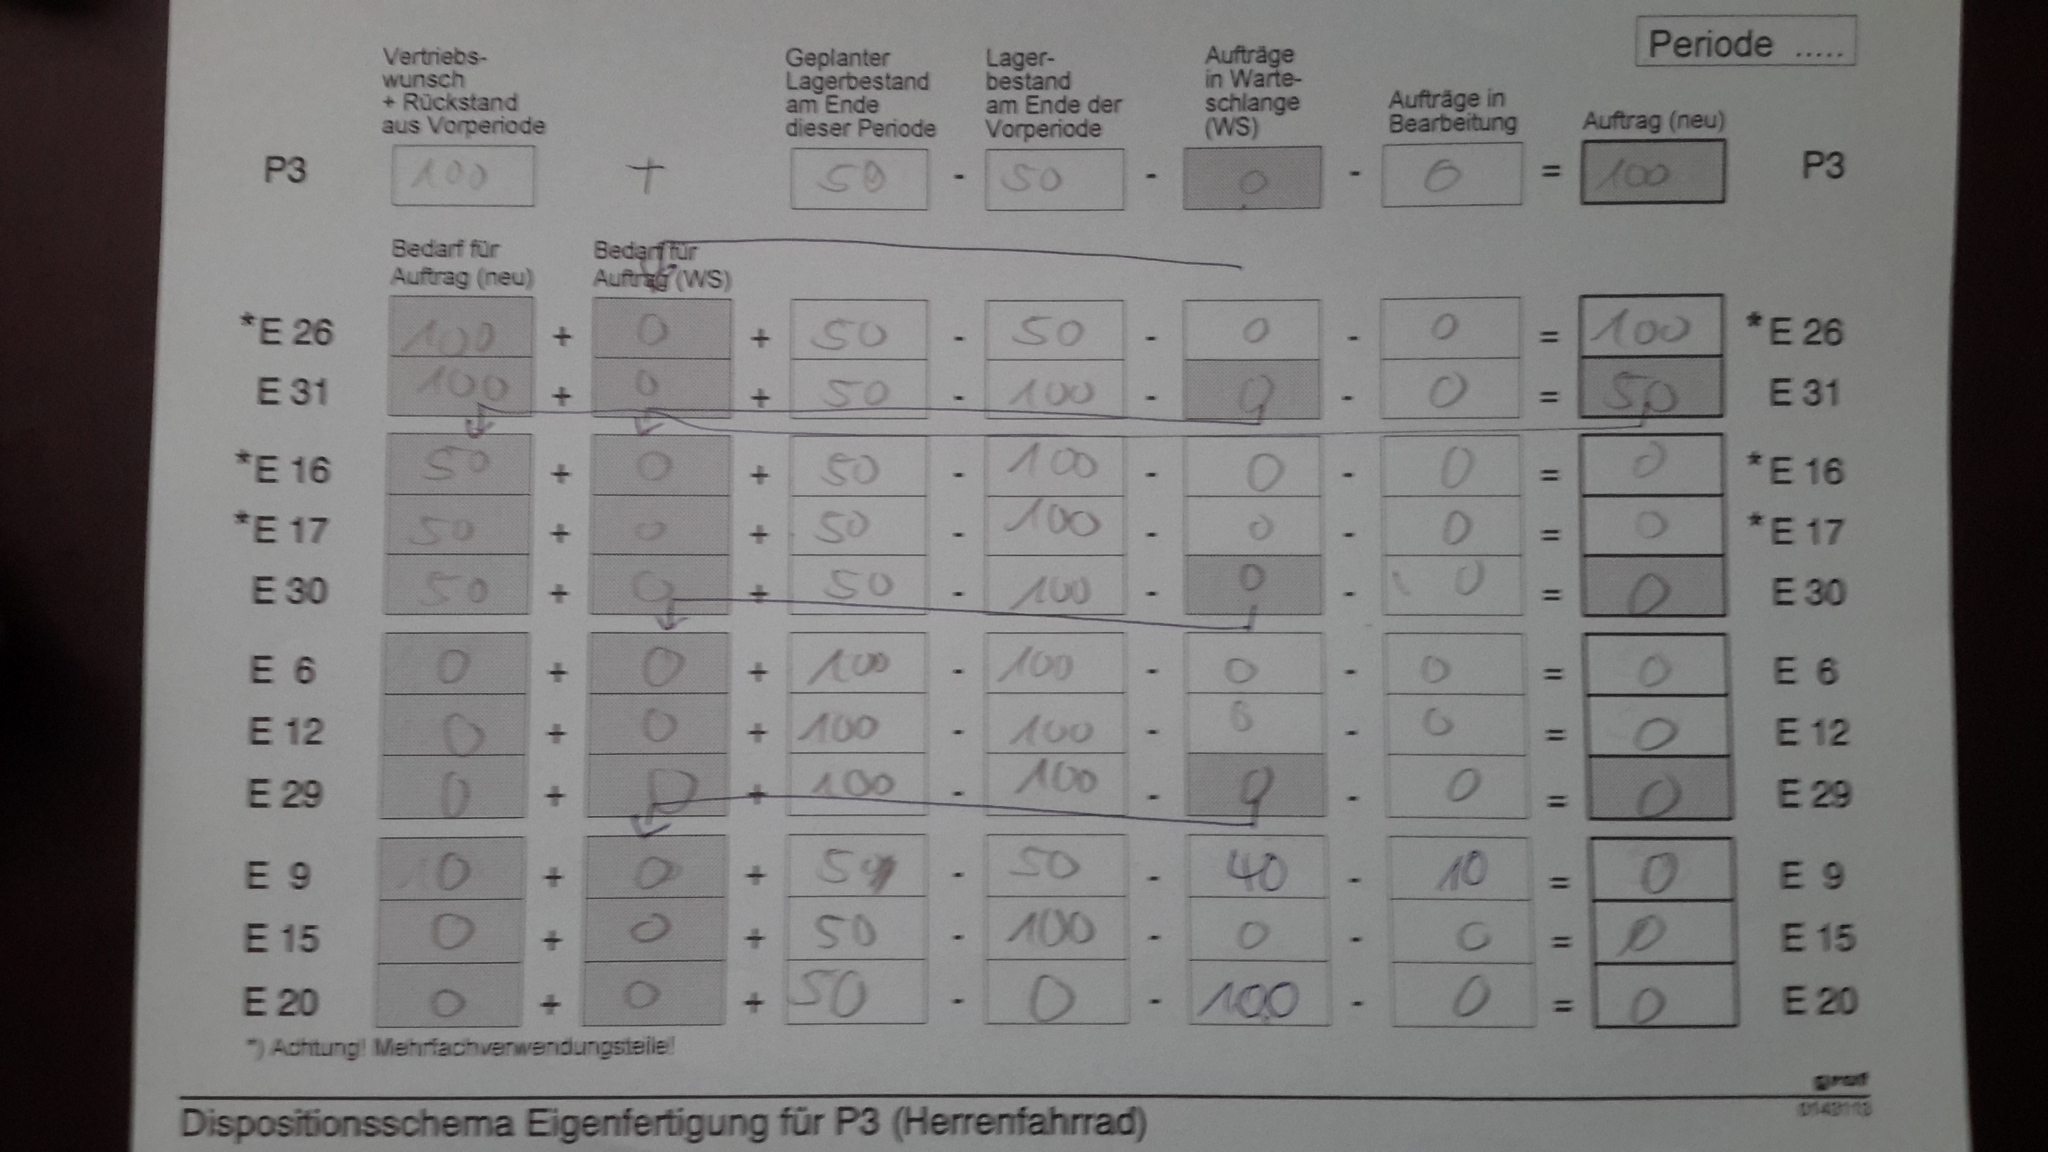 Periode .....
Vertriebs-
wunsch
+ Rückstand
aus Vorperiode
Geplanter
Lagerbestand
am Ende
dieser Periode
Lager-
bestand
am Ende der
Vorperiode
Aufträge
in Warte-
schlange
(WS)
Aufträge in
Bearbeitung
Auftrag (neu)
P3 100 + 50 - 50 - 0 - 0 = 100 P3
Bedarf für
Auftrag (neu)
Bedarf für
Auftrag (WS)
*E 26 100 + 0 + 50 - 50 - 0 - 0 = 100 *E 26
E 31 100 + 0 + 50 - 100 - 0 - 0 = 50 E 31
*E 16 50 + 0 + 50 - 100 - 0 - 0 = 0 *E 16
*E 17 50 + 0 + 50 - 100 - 0 - 0 = 0 *E 17
E 30 50 + 0 + 50 - 100 - 0 - 0 = 0 E 30
E 6 0 + 0 + 100 - 100 - 0 - 0 = 0 E 6
E 12 0 + 0 + 100 - 100 - 0 - 0 = 0 E 12
E 29 0 + 0 + 100 - 100 - 0 - 0 = 0 E 29
E 9 0 + 0 + 50 - 50 - 40 - 10 = 0 E 9
E 15 0 + 0 + 50 - 100 - 0 - 0 = 0 E 15
E 20 0 + 0 + 50 - 0 - 100 - 0 = 0 E 20
*) Achtung! Mehrfachverwendungsteile!
Dispositionsschema Eigenfertigung für P3 (Herrenfahrrad)